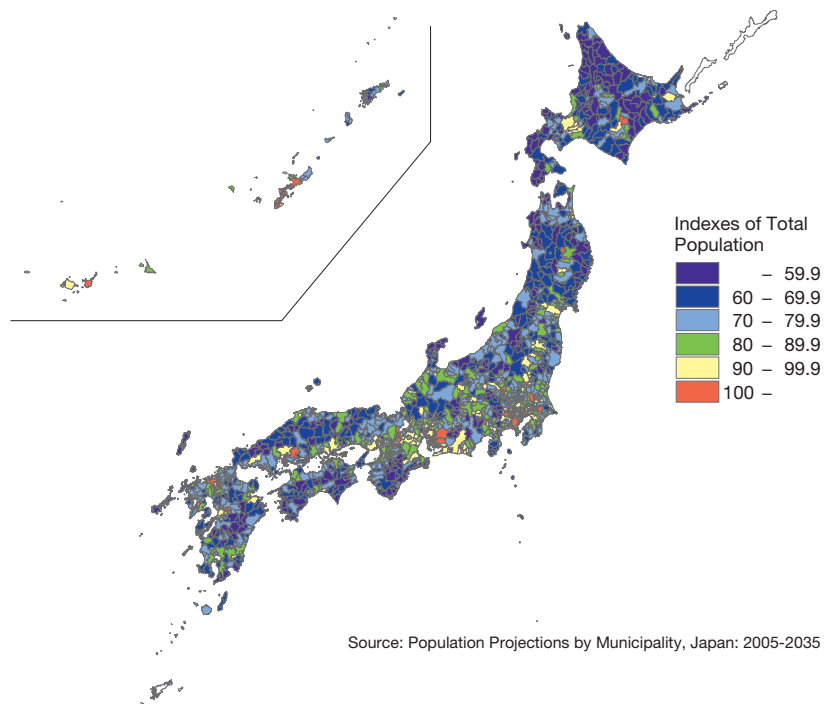 Indexes of Total
Population
– 59.9
60 – 69.9
70 – 79.9
80 – 89.9
90 – 99.9
100 –
Source: Population Projections by Municipality, Japan: 2005-2035